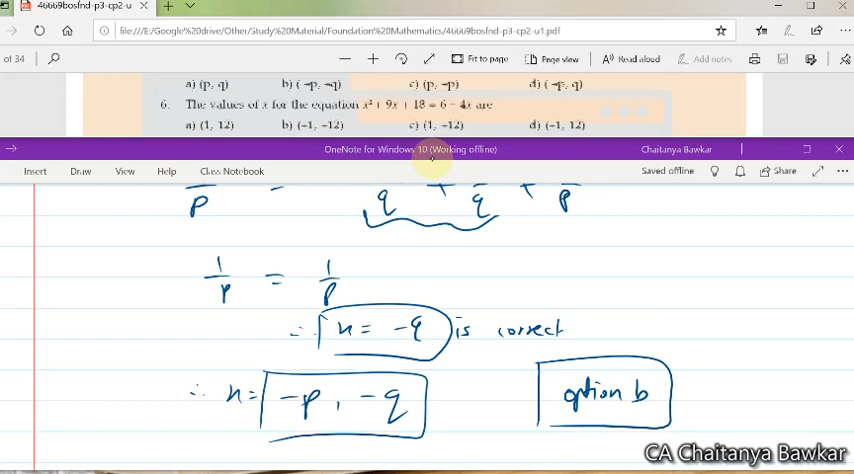 46669bosfnd-p3-cp2-u
file:///E:/Google%20drive/Other/Study%20Material/Foundation%20Mathematics/46669bosfnd-p3-cp2-u1.pdf
of 34
Fit to page
Page view
Read aloud
Add notes
a) (p, q) b) (–p, –q) c) (p, –p) d) (–p, q)
6. The values of x for the equation x² + 9x + 18 = 6 – 4x are
a) (1, 12) b) (–1, –12) c) (1, –12) d) (–1, 12)
OneNote for Windows 10 (Working offline)
Chaitanya Bawkar
Insert Draw View Help Class Notebook
Saved offline
Share
p = q + q + p
1/p = 1/p
∴ x = -q is correct
∴ x = -p, -q option b
CA Chaitanya Bawkar